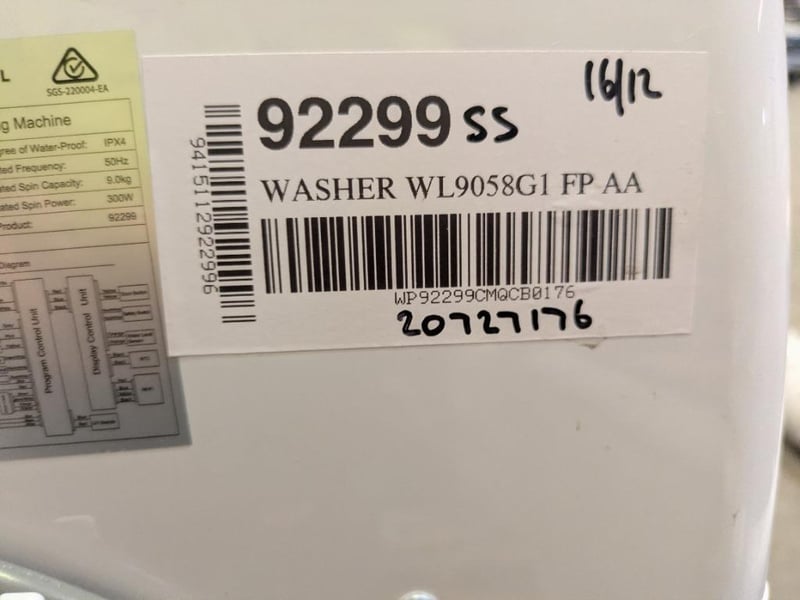 L
SGS-220004-EA
g Machine
gree of Water-Proof: IPX4
ted Frequency: 50Hz
ated Spin Capacity: 9.0kg
ated Spin Power: 300W
Product: 92299
Diagram
Program Control Unit
Display Control Unit
16/12
92299 SS
WASHER WL9058G1 FP AA
9415112922996
WP92299CMQCB0176
20727176